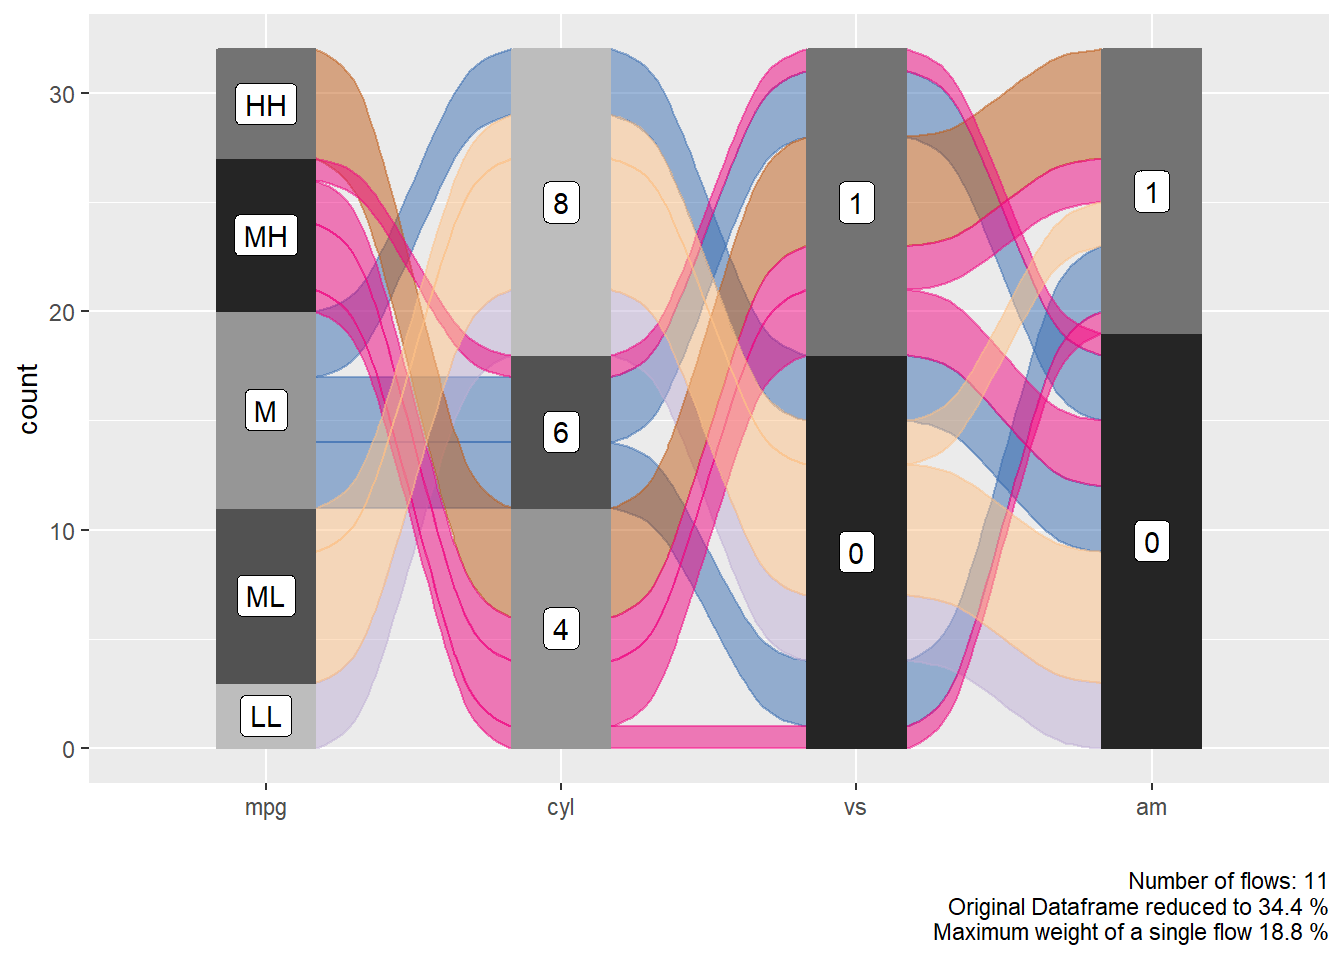 count
30
20
10
0
HH
MH
M
ML
LL
8
6
4
1
0
1
0
mpg
cyl
vs
am
Number of flows: 11
Original Dataframe reduced to 34.4 %
Maximum weight of a single flow 18.8 %